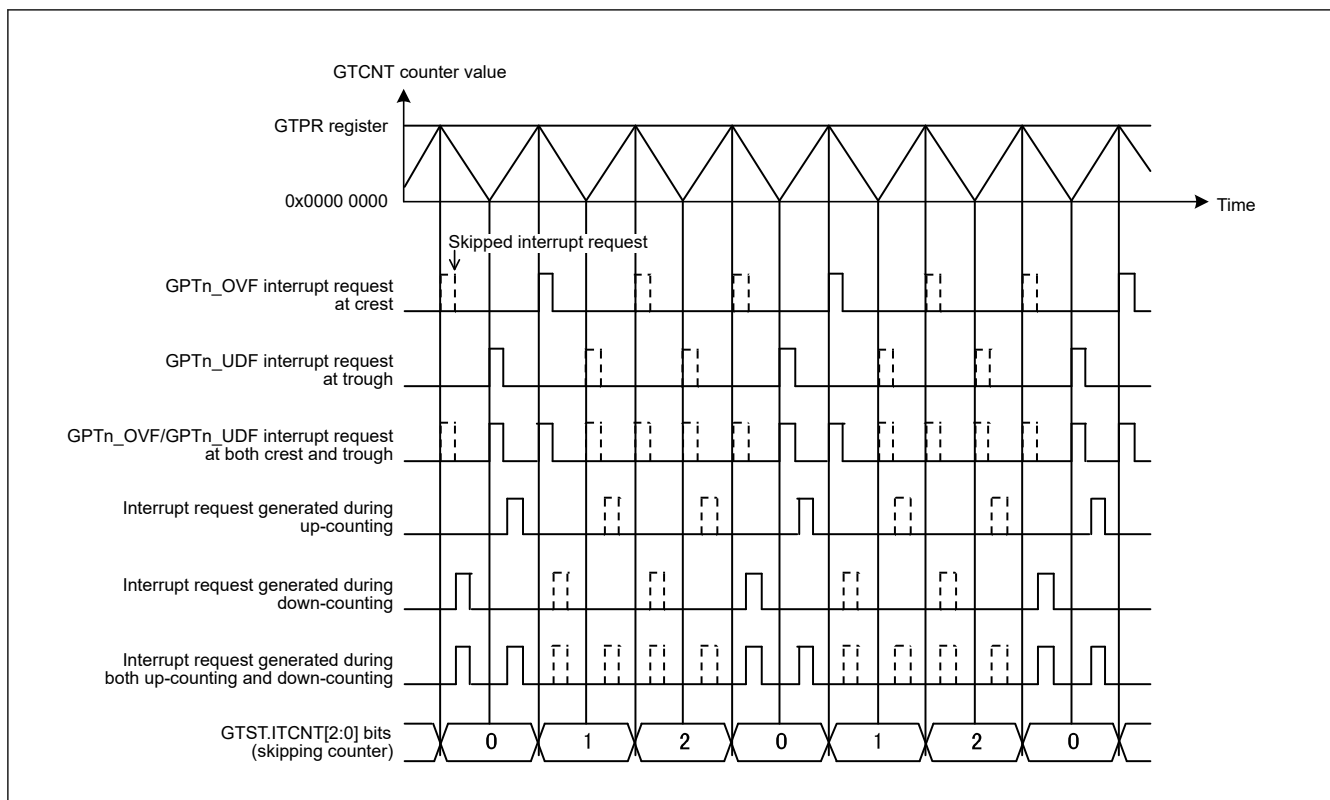 GTCNT counter value
GTPR register
0x0000 0000
Time
Skipped interrupt request
GPTn_OVF interrupt request
at crest
GPTn_UDF interrupt request
at trough
GPTn_OVF/GPTn_UDF interrupt request
at both crest and trough
Interrupt request generated during
up-counting
Interrupt request generated during
down-counting
Interrupt request generated during
both up-counting and down-counting
GTST.ITCNT[2:0] bits
(skipping counter)
0 1 2 0 1 2 0